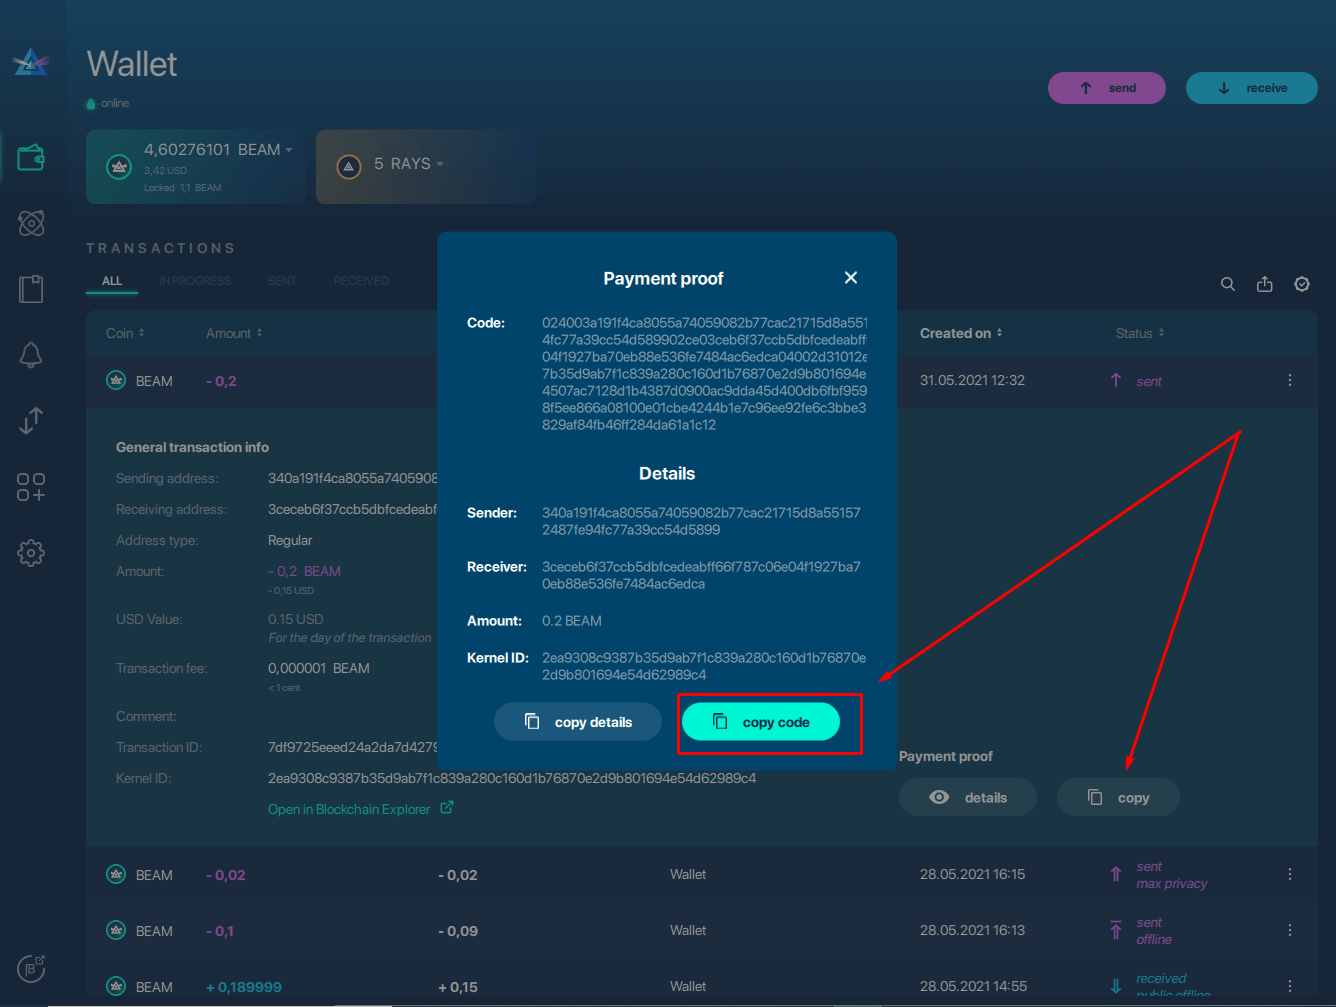 Wallet
online
send
receive
4,60276101 BEAM
3,42 USD
Locked 1,1 BEAM
5 RAYS
TRANSACTIONS
ALL IN PROGRESS SENT RECEIVED
Coin Amount Created on Status
BEAM - 0,2 31.05.2021 12:32 sent
General transaction info
Sending address: 340a191f4ca8055a7405908
Receiving address: 3ceceb6f37ccb5dbfcedeabf
Address type: Regular
Amount: - 0,2 BEAM
- 0,15 USD
USD Value: 0.15 USD
For the day of the transaction
Transaction fee: 0,000001 BEAM
< 1 cent
Comment:
Transaction ID: 7df9725eeed24a2da7d4279
Kernel ID: 2ea9308c9387b35d9ab7f1c839a280c160d1b76870e2d9b801694e54d62989c4
Open in Blockchain Explorer
Payment proof
details
copy
Payment proof
Code: 024003a191f4ca8055a74059082b77cac21715d8a551
4fc77a39cc54d589902ce03ceb6f37ccb5dbfcedeabff
04f1927ba70eb88e536fe7484ac6edca04002d31012e
7b35d9ab7f1c839a280c160d1b76870e2d9b801694e
4507ac7128d1b4387d0900ac9dda45d400db6fbf959
8f5ee866a08100e01cbe4244b1e7c96ee92fe6c3bbe3
829af84fb46ff284da61a1c12
Details
Sender: 340a191f4ca8055a74059082b77cac21715d8a551572
2487fe94fc77a39cc54d5899
Receiver: 3ceceb6f37ccb5dbfcedeabff66f787c06e04f1927ba7
0eb88e536fe7484ac6edca
Amount: 0.2 BEAM
Kernel ID: 2ea9308c9387b35d9ab7f1c839a280c160d1b76870e
2d9b801694e54d62989c4
copy details
copy code
BEAM - 0,02 - 0,02 Wallet 28.05.2021 16:15 sent
max privacy
BEAM - 0,1 - 0,09 Wallet 28.05.2021 16:13 sent
offline
BEAM + 0,189999 + 0,15 Wallet 28.05.2021 14:55 received
public offline